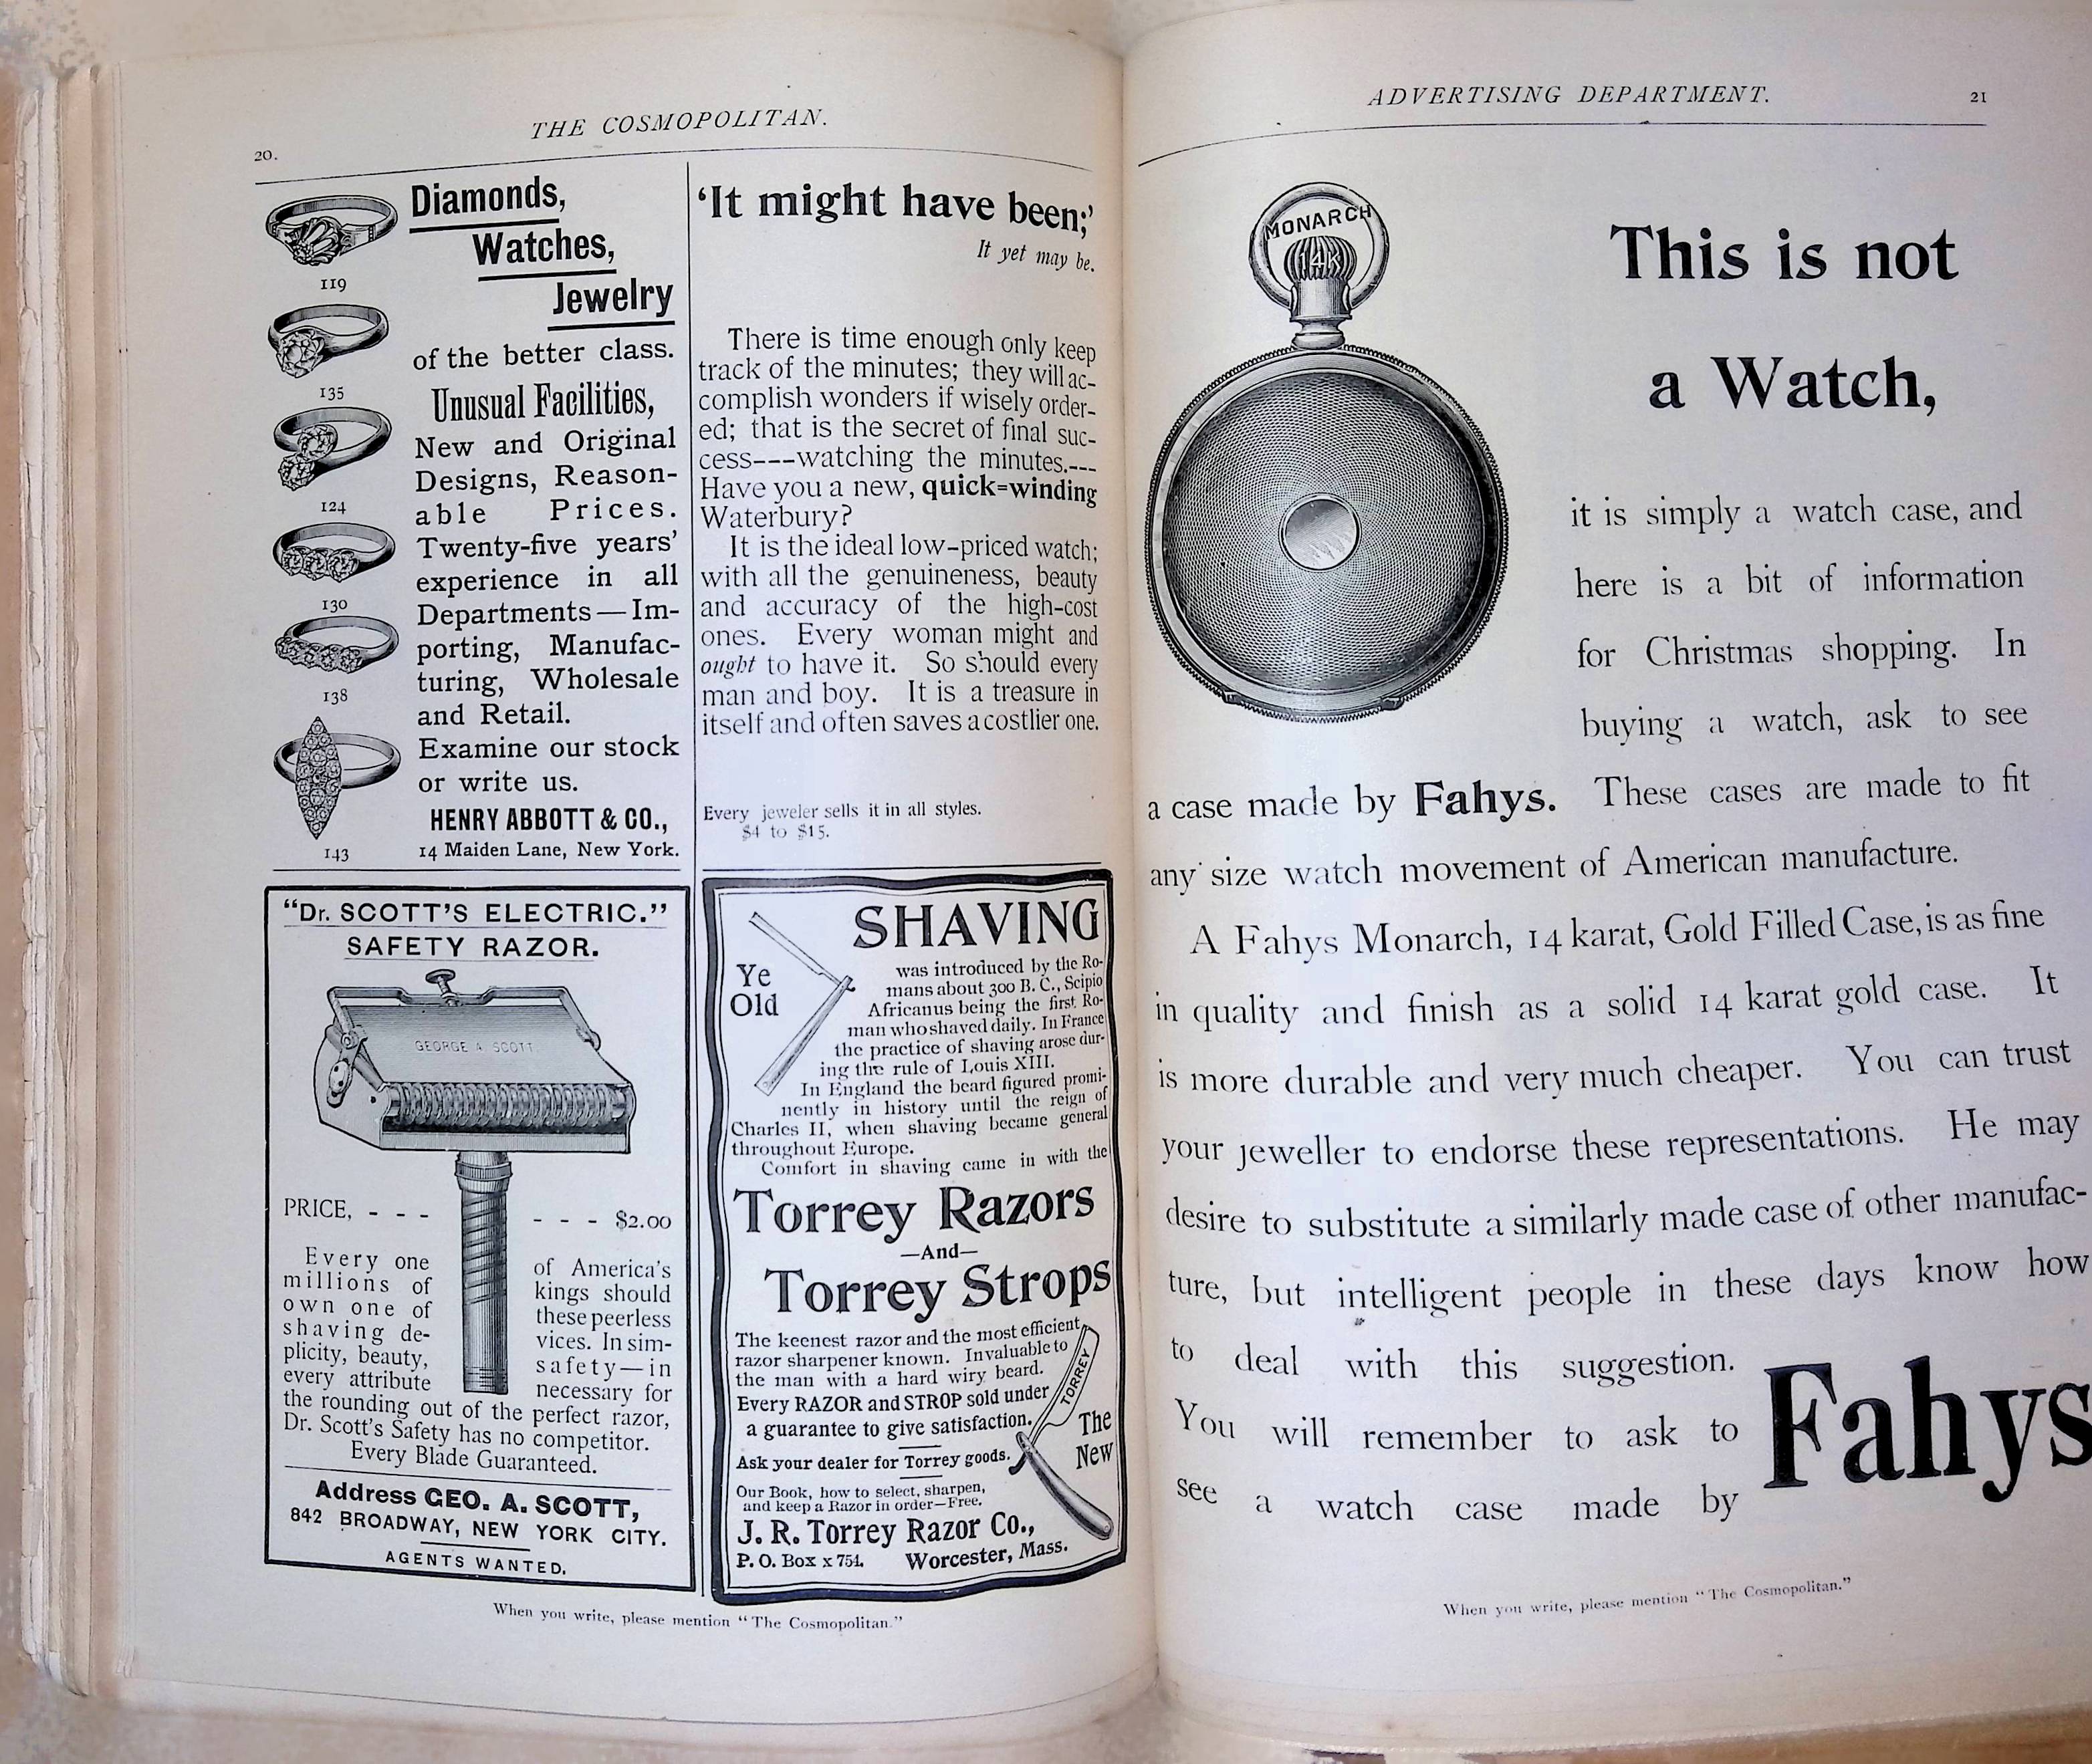 THE COSMOPOLITAN.
20.
119
135
124
130
138
143
Diamonds,
Watches,
Jewelry
of the better class.
Unusual Facilities,
New and Original
Designs, Reason-
able Prices.
Twenty-five years'
experience in all
Departments—Im-
porting, Manufac-
turing, Wholesale
and Retail.
Examine our stock
or write us.
HENRY ABBOTT & CO.,
14 Maiden Lane, New York.
'It might have been;'
It yet may be.
There is time enough only keep
track of the minutes; they will ac-
complish wonders if wisely order-
ed; that is the secret of final suc-
cess---watching the minutes.---
Have you a new, quick=winding
Waterbury?
It is the ideal low-priced watch;
with all the genuineness, beauty
and accuracy of the high-cost
ones. Every woman might and
ought to have it. So should every
man and boy. It is a treasure in
itself and often saves a costlier one.
Every jeweler sells it in all styles.
$4 to $15.
"Dr. SCOTT'S ELECTRIC."
SAFETY RAZOR.
GEORGE A. SCOTT
PRICE, - - - - - - $2.00
Every one of America's
millions of kings should
own one of these peerless
shaving de- vices. In sim-
plicity, beauty, safety—in
every attribute necessary for
the rounding out of the perfect razor,
Dr. Scott's Safety has no competitor.
Every Blade Guaranteed.
Address GEO. A. SCOTT,
842 BROADWAY, NEW YORK CITY.
AGENTS WANTED.
SHAVING
Ye
Old
was introduced by the Ro-
mans about 300 B. C., Scipio
Africanus being the first Ro-
man who shaved daily. In France
the practice of shaving arose dur-
ing the rule of Louis XIII.
In England the beard figured promi-
nently in history until the reign of
Charles II, when shaving became general
throughout Europe.
Comfort in shaving came in with the
Torrey Razors
—And—
Torrey Strops
The keenest razor and the most efficient
razor sharpener known. Invaluable to
the man with a hard wiry beard.
Every RAZOR and STROP sold under
a guarantee to give satisfaction.
TORREY
The
New
Ask your dealer for Torrey goods.
Our Book, how to select, sharpen,
and keep a Razor in order—Free.
J. R. Torrey Razor Co.,
P. O. Box x 754. Worcester, Mass.
When you write, please mention "The Cosmopolitan."
ADVERTISING DEPARTMENT.
21
MONARCH
14K
This is not
a Watch,
it is simply a watch case, and
here is a bit of information
for Christmas shopping. In
buying a watch, ask to see
a case made by Fahys. These cases are made to fit
any size watch movement of American manufacture.
A Fahys Monarch, 14 karat, Gold Filled Case, is as fine
in quality and finish as a solid 14 karat gold case. It
is more durable and very much cheaper. You can trust
your jeweller to endorse these representations. He may
desire to substitute a similarly made case of other manufac-
ture, but intelligent people in these days know how
to deal with this suggestion.
You will remember to ask to
see a watch case made by
Fahys
When you write, please mention "The Cosmopolitan."